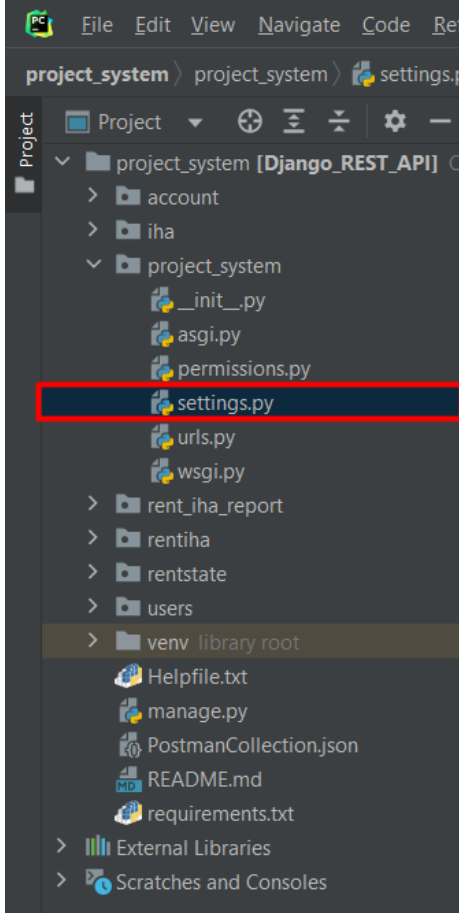 PC File Edit View Navigate Code
project_system project_system settings.
Project
Project
project_system [Django_REST_API]
account
iha
project_system
__init__.py
asgi.py
permissions.py
settings.py
urls.py
wsgi.py
rent_iha_report
rentiha
rentstate
users
venv library root
Helpfile.txt
manage.py
PostmanCollection.json
MD README.md
requirements.txt
External Libraries
Scratches and Consoles